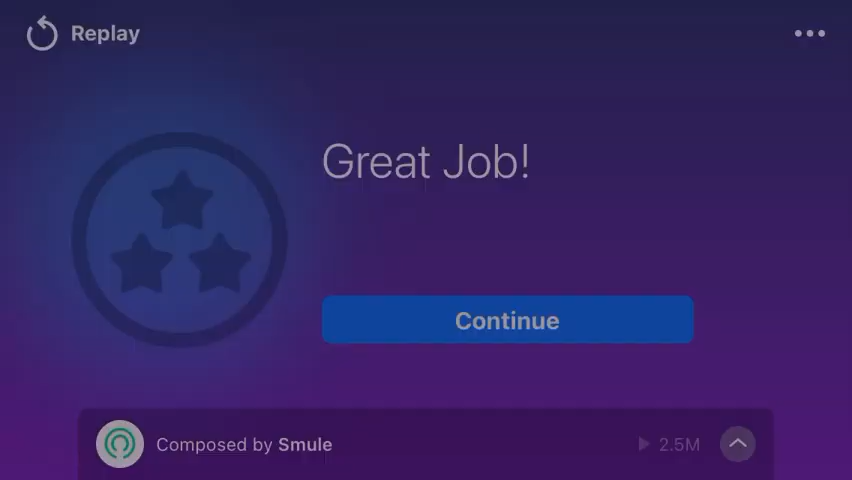 Replay
Great Job!
Continue
Composed by Smule
2.5M